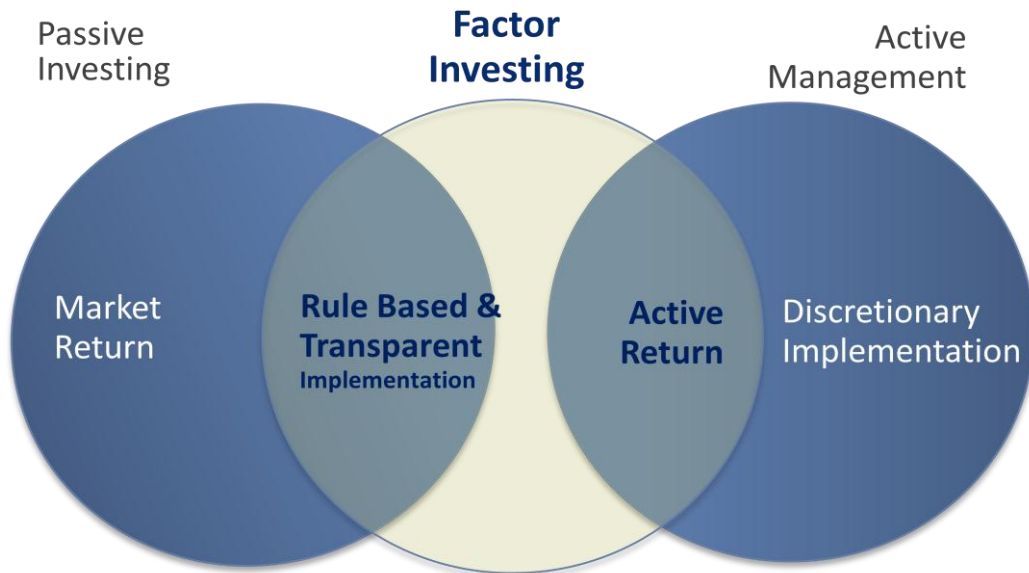 Passive
Investing
Factor
Investing
Active
Management
Market
Return
Rule Based &
Transparent
Implementation
Active
Return
Discretionary
Implementation